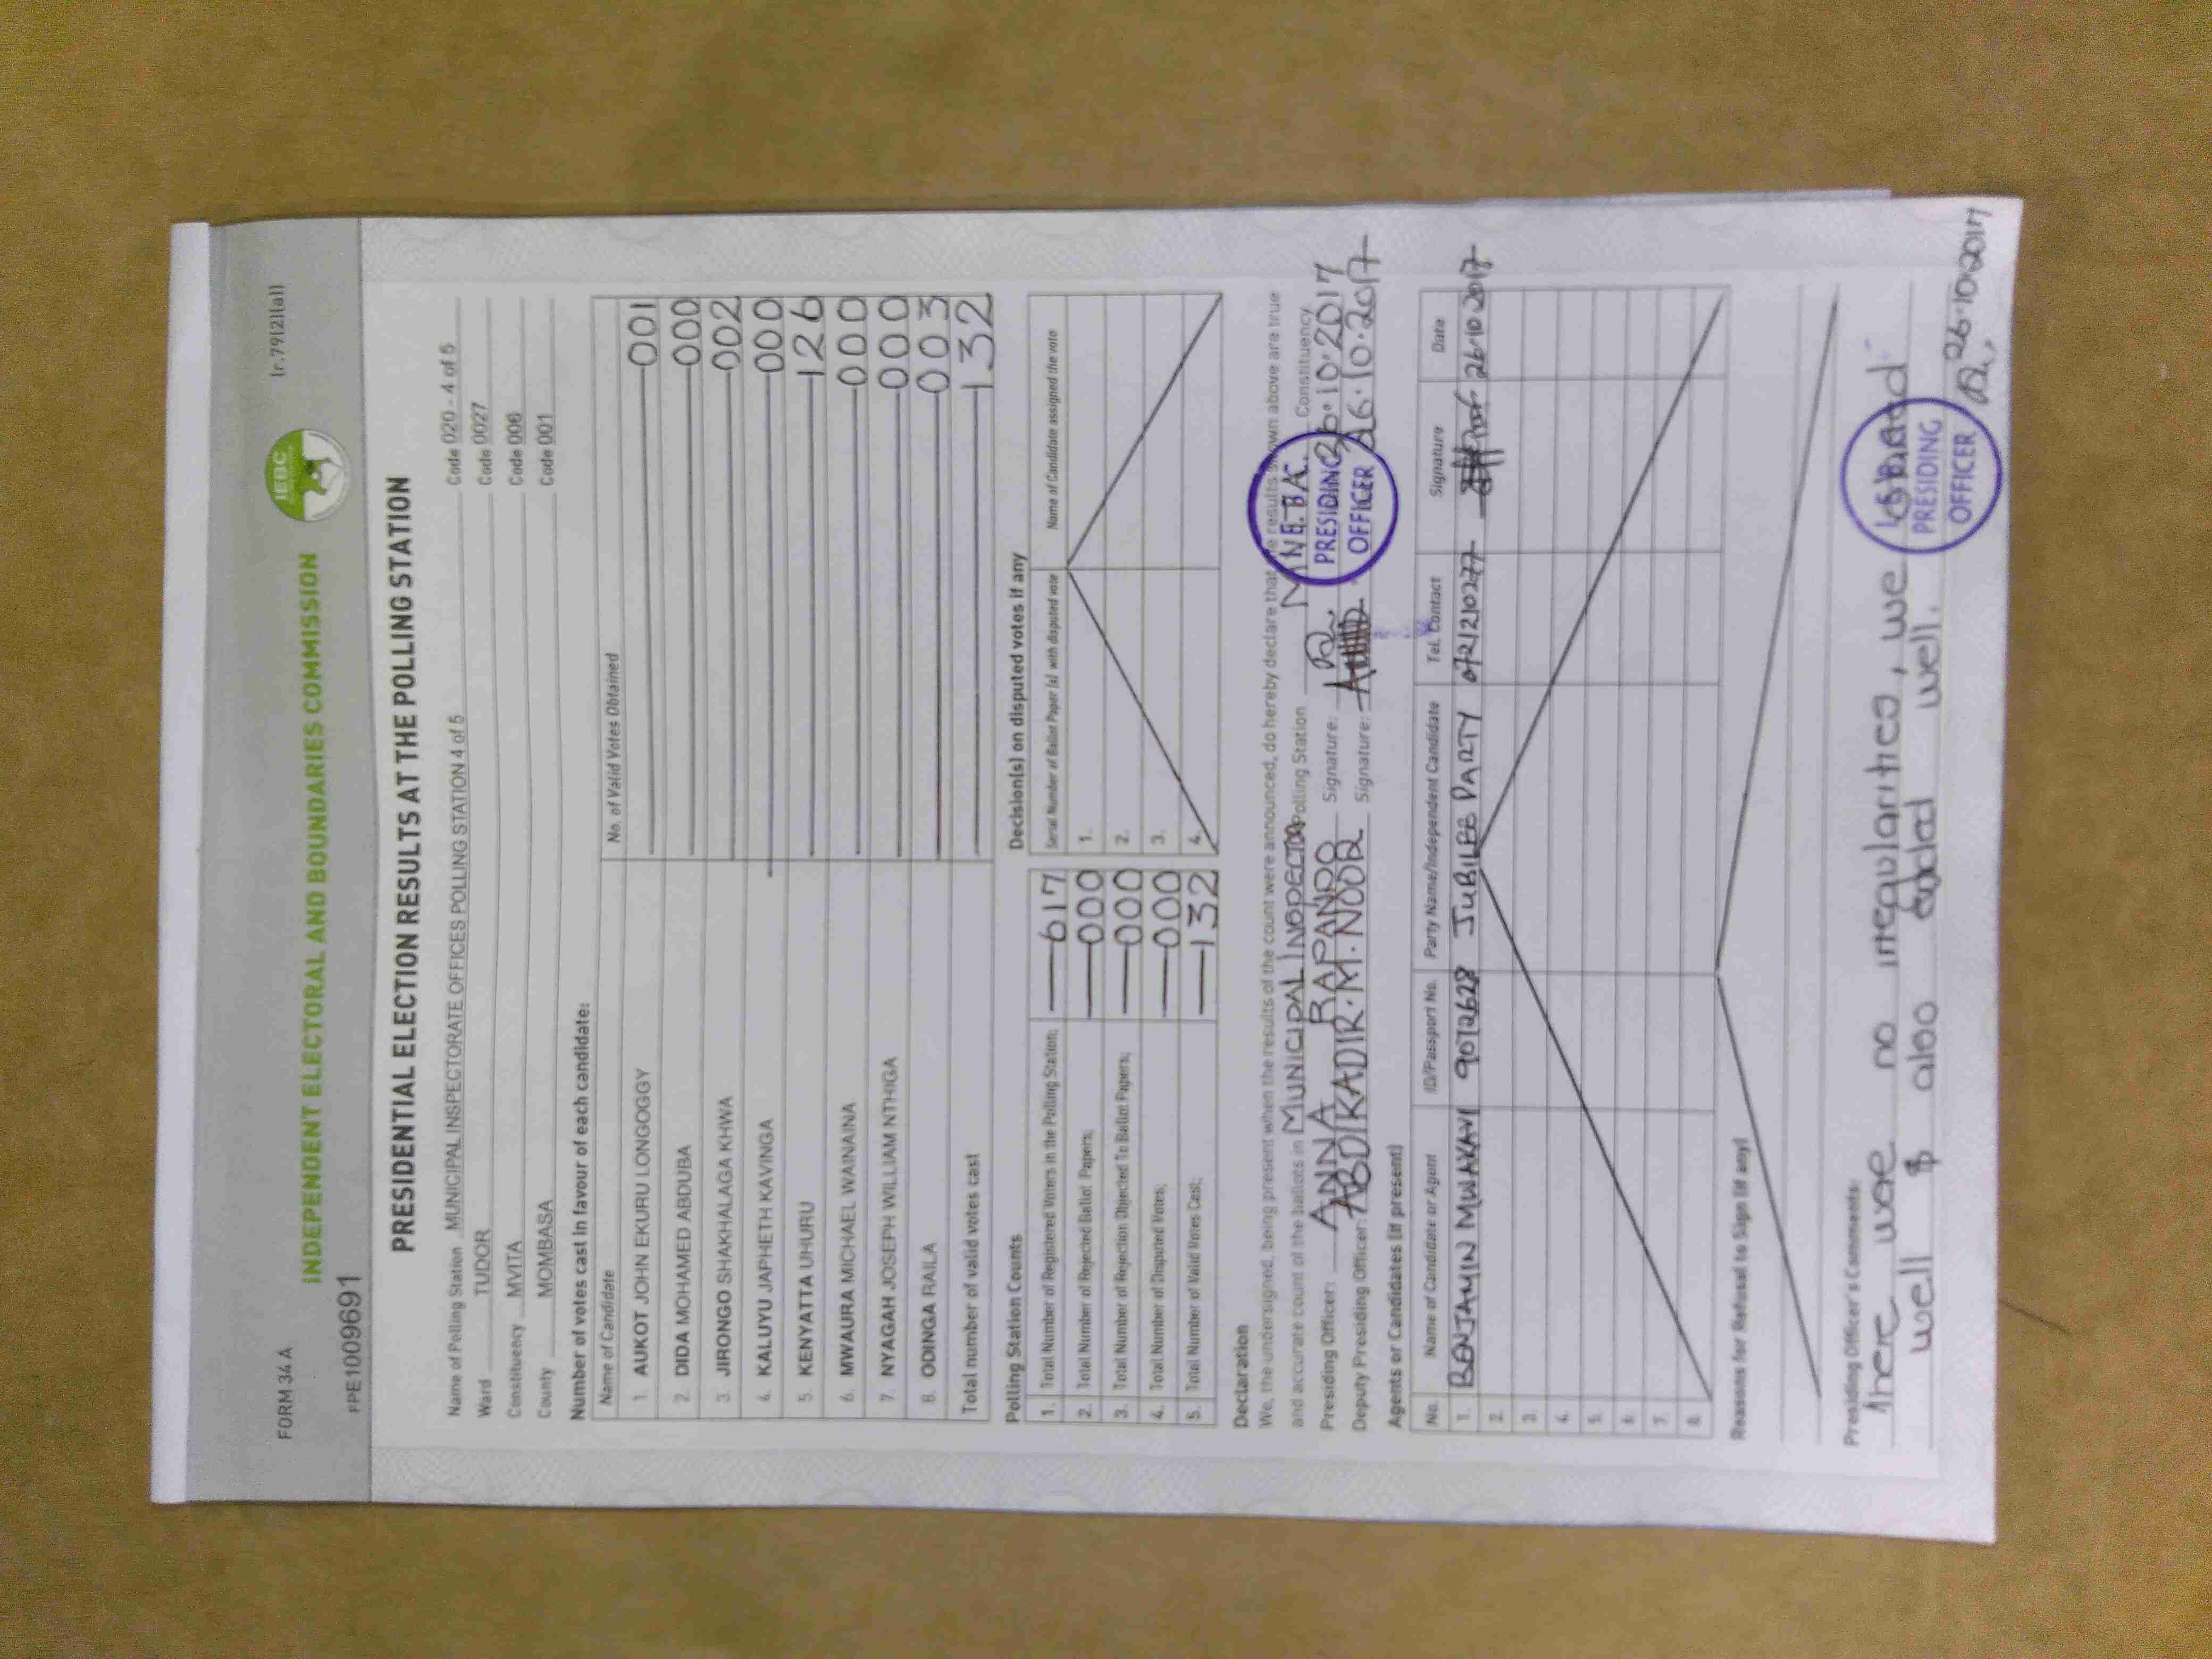 FORM 34 A
(r.79(2)(a))
IEBC
INDEPENDENT ELECTORAL AND BOUNDARIES COMMISSION
PPE1009691
PRESIDENTIAL ELECTION RESULTS AT THE POLLING STATION
Name of Polling Station MUNICIPAL INSPECTORATE OFFICES POLLING STATION 4 of 5 Code 020 - 4 of 5
Ward TUDOR Code 0027
Constituency MVITA Code 006
County MOMBASA Code 001
Number of votes cast in favour of each candidate:
Name of Candidate No. of Valid Votes Obtained
1. AUKOT JOHN EKURU LONGOGGY 001
2. DIDA MOHAMED ABDUBA 000
3. JIRONGO SHAKHALAGA KHWA 002
4. KALUYU JAPHETH KAVINGA 000
5. KENYATTA UHURU 126
6. MWAURA MICHAEL WAINAINA 000
7. NYAGAH JOSEPH WILLIAM NTHIGA 000
8. ODINGA RAILA 003
Total number of valid votes cast 132
Polling Station Counts Decision(s) on disputed votes if any
1. Total Number of Registered Voters in the Polling Station; 617 Serial Number of Ballot Paper (s) with disputed vote Name of Candidate assigned the vote
2. Total Number of Rejected Ballot Papers; 000 1.
3. Total Number of Rejection Objected To Ballot Papers; 000 2.
4. Total Number of Disputed Votes; 000 3.
5. Total Number of Valid Votes Cast; 132 4.
Declaration
We, the undersigned, being present when the results of the count were announced, do hereby declare that the results shown above are true
and accurate count of the ballots in MUNICIPAL INSPECTOR Polling Station Constituency
Presiding Officer: ANNA RAPANDO Signature: 26.10.2017
Deputy Presiding Officer: ABDIKADIR.M.NOOR Signature: 26.10.2017
I.E.B.C.
PRESIDING
OFFICER
Agents or Candidates (if present)
No. Name of Candidate or Agent ID/Passport No. Party Name/Independent Candidate Tel. Contact Signature Date
1. BENJAMIN MWAKAVI 9072628 JUBILEE PARTY 0721210277 26.10.2017
2.
3.
4.
5.
6.
7.
8.
Reasons for Refusal to Sign (if any)
Presiding Officer's Comments:
There was no irregularities, we
well $ also ended well.
PRESIDING
OFFICER
26.10.2017